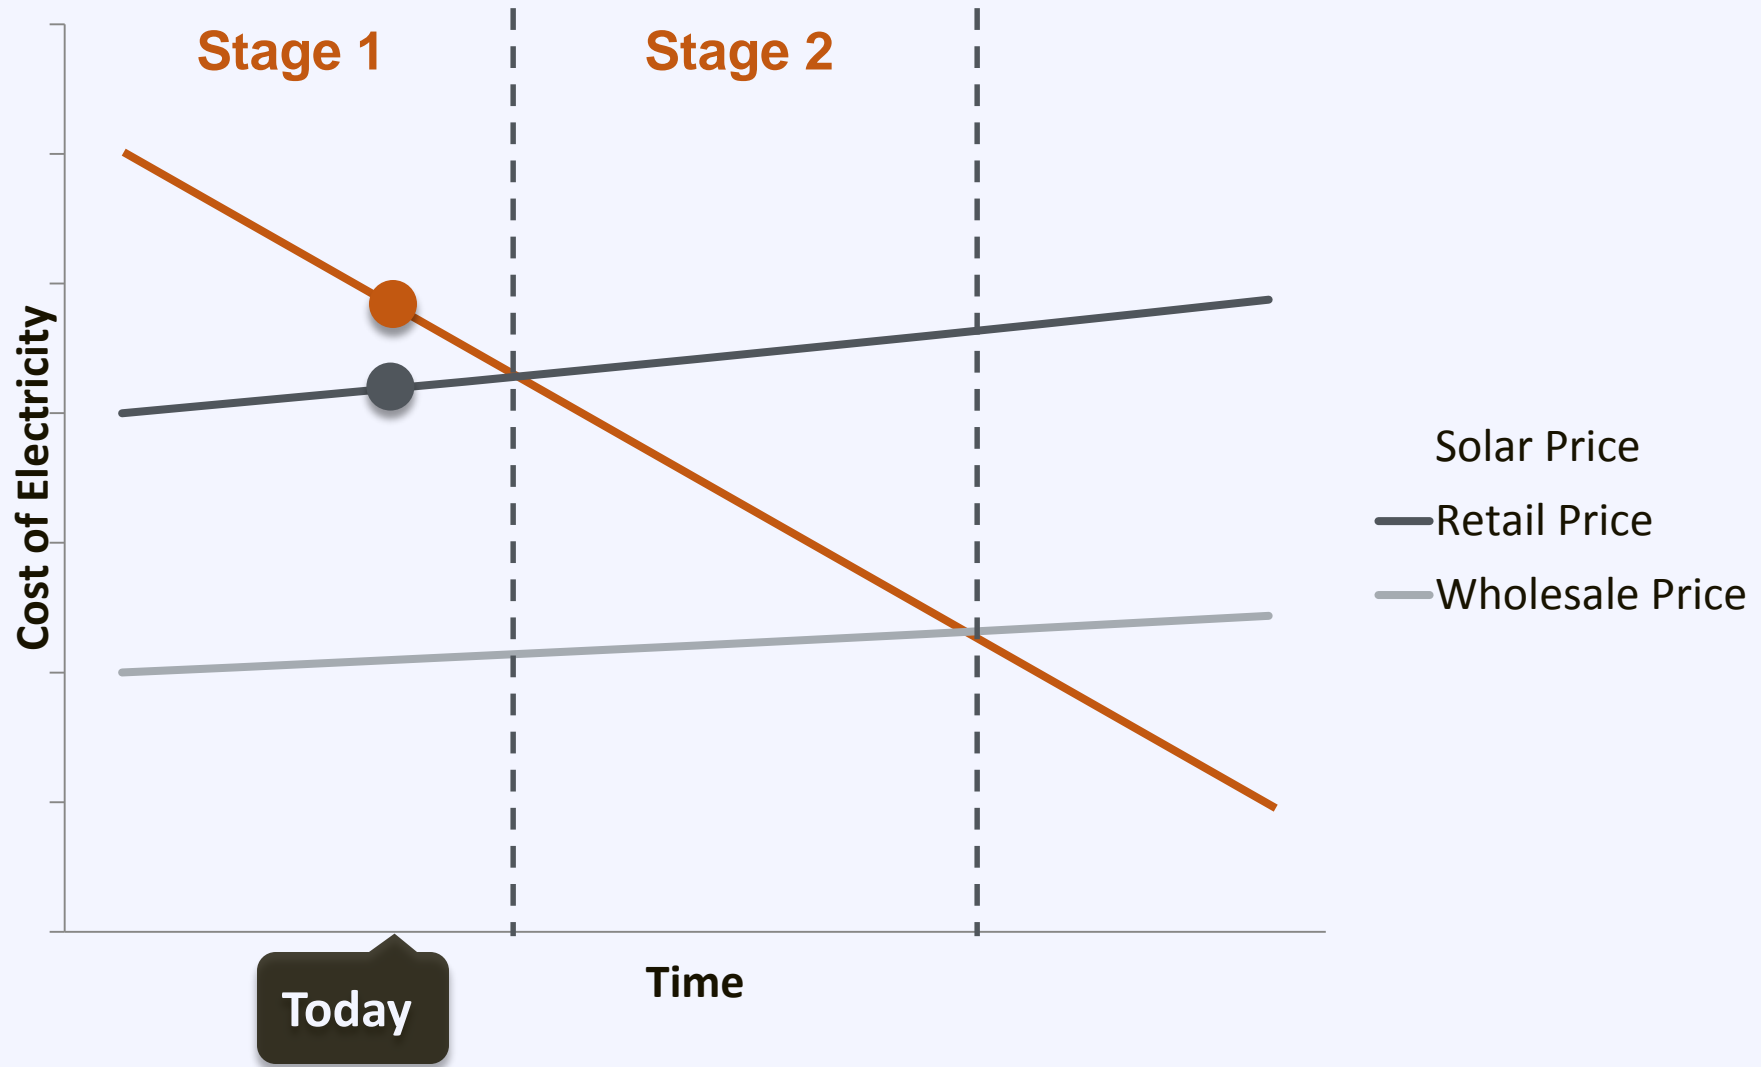 Stage 1
Stage 2
Cost of Electricity
Solar Price
Retail Price
Wholesale Price
Time
Today